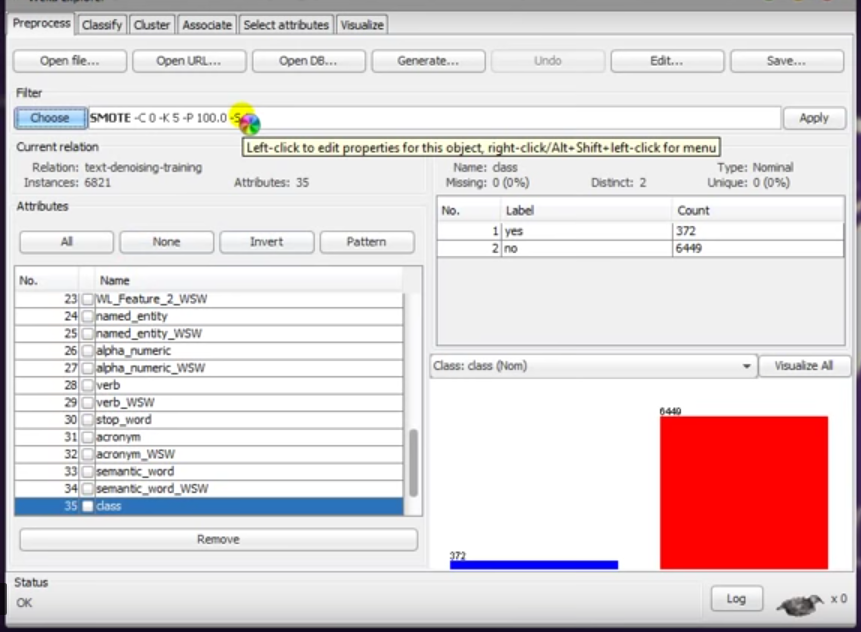 Preprocess Classify Cluster Associate Select attributes Visualize
Open file... Open URL... Open DB... Generate... Undo Edit... Save...
Filter
Choose SMOTE -C 0 -K 5 -P 100.0 -S Apply
Left-click to edit properties for this object, right-click/Alt+Shift+left-click for menu
Current relation
Relation: text-denoising-training
Instances: 6821 Attributes: 35
Name: class Type: Nominal
Missing: 0 (0%) Distinct: 2 Unique: 0 (0%)
Attributes
All None Invert Pattern
No. Name
23 WL_Feature_2_WSW
24 named_entity
25 named_entity_WSW
26 alpha_numeric
27 alpha_numeric_WSW
28 verb
29 verb_WSW
30 stop_word
31 acronym
32 acronym_WSW
33 semantic_word
34 semantic_word_WSW
35 class
Remove
No. Label Count
1 yes 372
2 no 6449
Class: class (Nom) Visualize All
6449
372
Status
OK
Log x 0